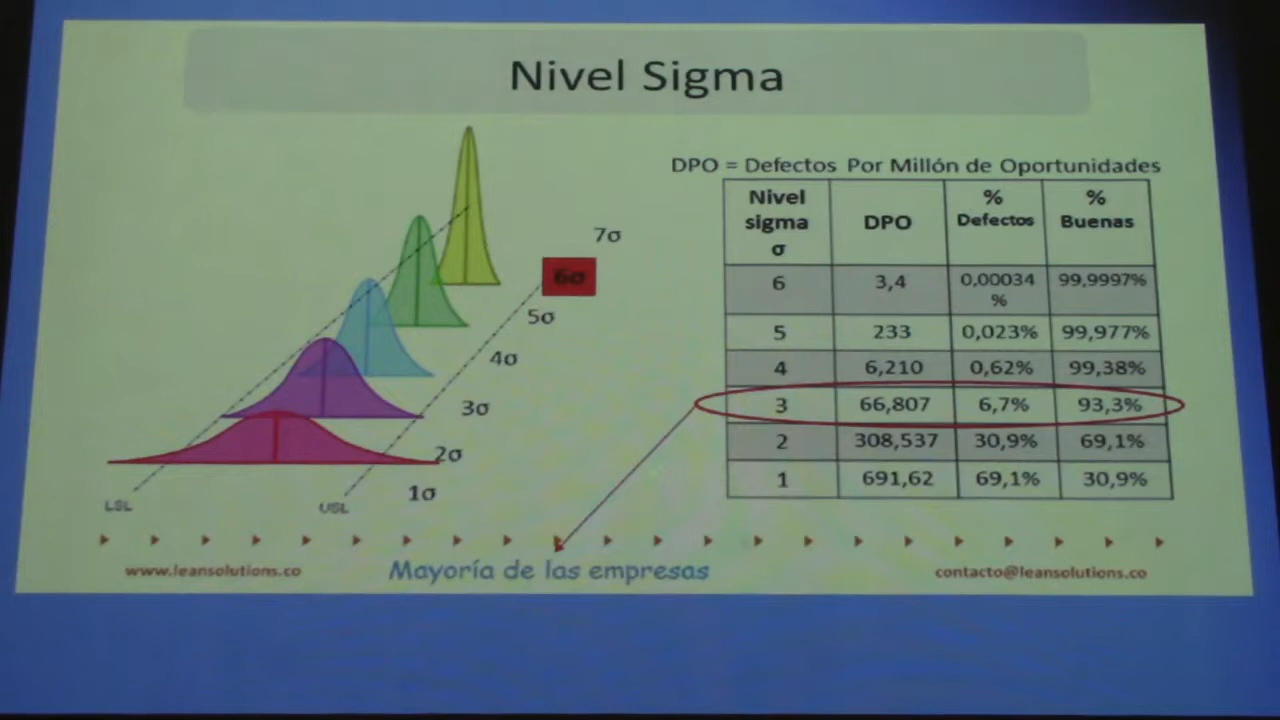 Nivel Sigma
DPO = Defectos Por Millón de Oportunidades
7σ
6σ
5σ
4σ
3σ
2σ
1σ
LSL
USL
Nivel sigma σ DPO % Defectos % Buenas
6 3,4 0,00034 % 99,9997%
5 233 0,023% 99,977%
4 6,210 0,62% 99,38%
3 66,807 6,7% 93,3%
2 308,537 30,9% 69,1%
1 691,62 69,1% 30,9%
www.leansolutions.co
Mayoría de las empresas
contacto@leansolutions.co